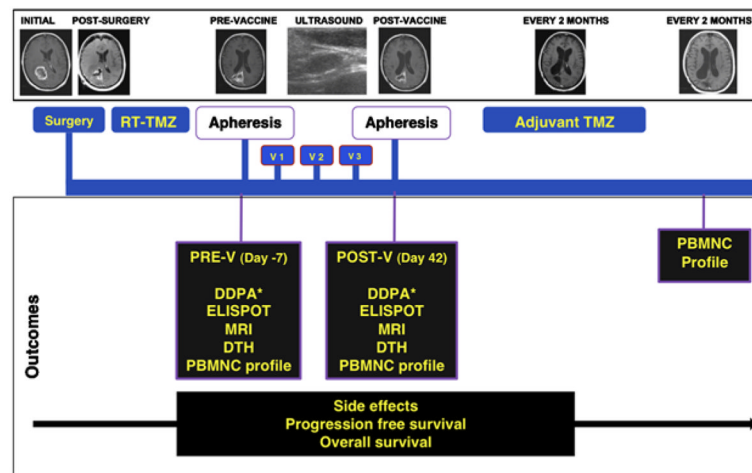 INITIAL POST-SURGERY PRE-VACCINE ULTRASOUND POST-VACCINE EVERY 2 MONTHS EVERY 2 MONTHS
Surgery RT-TMZ Apheresis Apheresis Adjuvant TMZ
V 1 V 2 V 3
PRE-V (Day -7)
DDPA*
ELISPOT
MRI
DTH
PBMNC profile
POST-V (Day 42)
DDPA*
ELISPOT
MRI
DTH
PBMNC profile
PBMNC
Profile
Outcomes
Side effects
Progression free survival
Overall survival